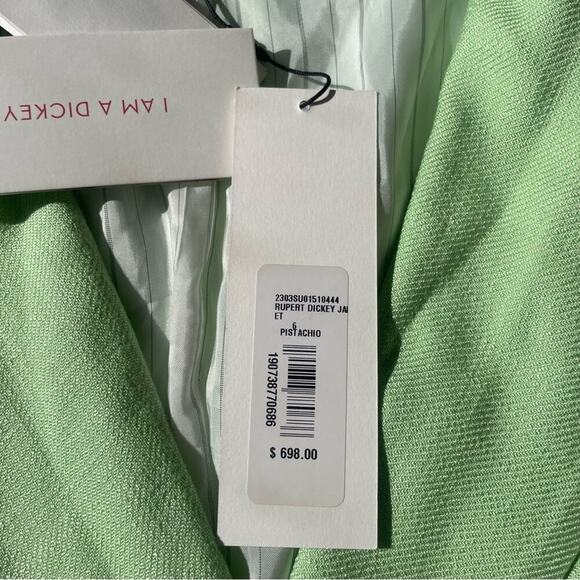 I AM A DICKEY
2303SU01510444
RUPERT DICKEY JA
ET
6
PISTACHIO
190738770686
$ 698.00